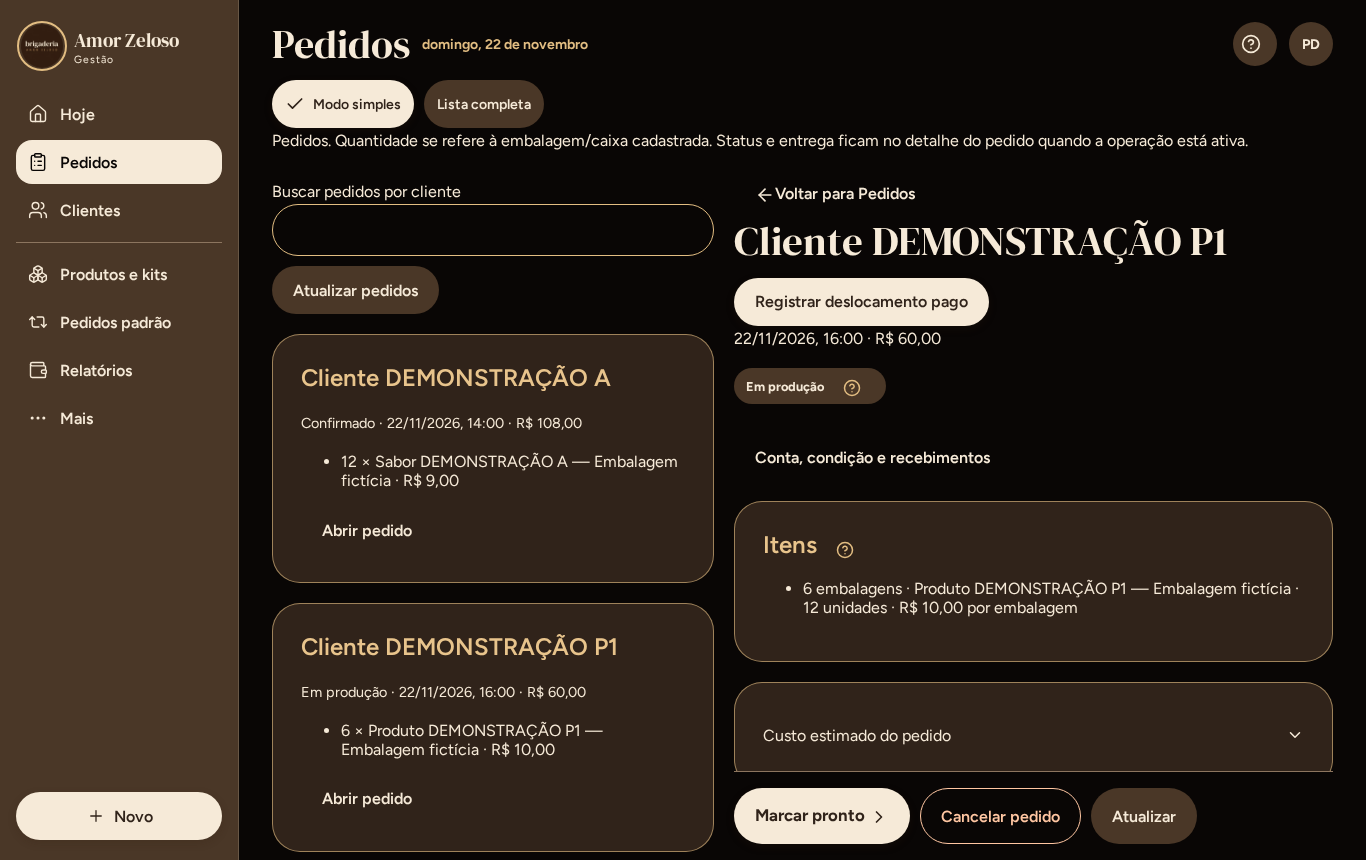 brigaderia
Amor Zeloso
Gestão
Hoje
Pedidos
Clientes
Produtos e kits
Pedidos padrão
Relatórios
Mais
Novo
Pedidos
domingo, 22 de novembro
PD
Modo simples
Lista completa
Pedidos. Quantidade se refere à embalagem/caixa cadastrada. Status e entrega ficam no detalhe do pedido quando a operação está ativa.
Buscar pedidos por cliente
Atualizar pedidos
Cliente DEMONSTRAÇÃO A
Confirmado · 22/11/2026, 14:00 · R$ 108,00
• 12 × Sabor DEMONSTRAÇÃO A — Embalagem
fictícia · R$ 9,00
Abrir pedido
Cliente DEMONSTRAÇÃO P1
Em produção · 22/11/2026, 16:00 · R$ 60,00
• 6 × Produto DEMONSTRAÇÃO P1 —
Embalagem fictícia · R$ 10,00
Abrir pedido
Voltar para Pedidos
Cliente DEMONSTRAÇÃO P1
Registrar deslocamento pago
22/11/2026, 16:00 · R$ 60,00
Em produção
Conta, condição e recebimentos
Itens
• 6 embalagens · Produto DEMONSTRAÇÃO P1 — Embalagem fictícia ·
12 unidades · R$ 10,00 por embalagem
Custo estimado do pedido
Marcar pronto
Cancelar pedido
Atualizar